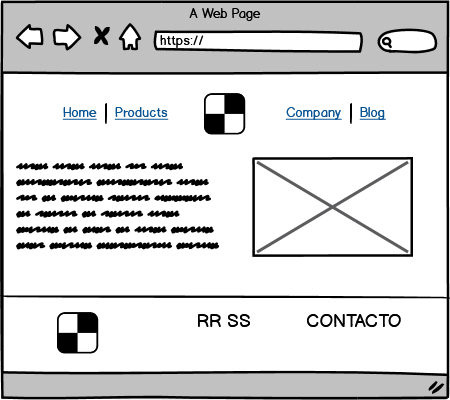 A Web Page
https://
Home | Products
Company | Blog
RR SS
CONTACTO